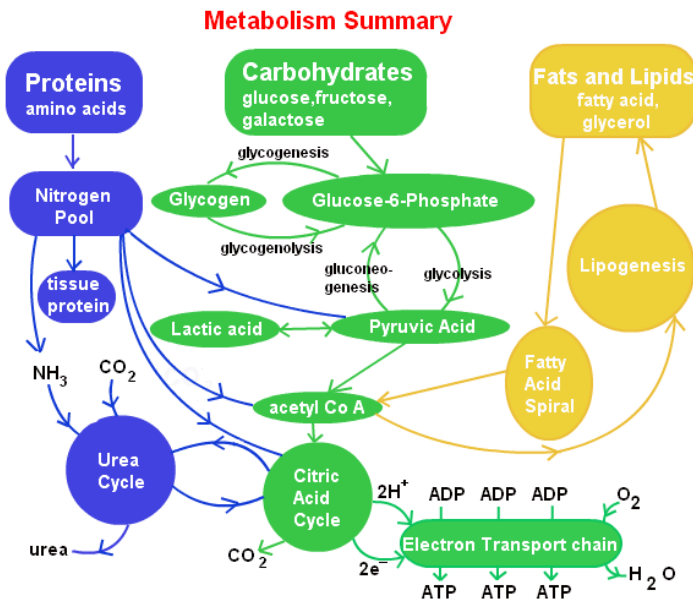 Metabolism Summary
Proteins
amino acids
Carbohydrates
glucose,fructose,
galactose
Fats and Lipids
fatty acid,
glycerol
glycogenesis
Nitrogen
Pool
Glycogen
Glucose-6-Phosphate
glycogenolysis
gluconeo-
genesis
glycolysis
Lipogenesis
tissue
protein
Lactic acid
Pyruvic Acid
NH₃
CO₂
Fatty
Acid
Spiral
acetyl Co A
Urea
Cycle
Citric
Acid
Cycle
2H⁺
ADP
ADP
ADP
O₂
Electron Transport chain
urea
CO₂
2e⁻
ATP
ATP
ATP
H₂O